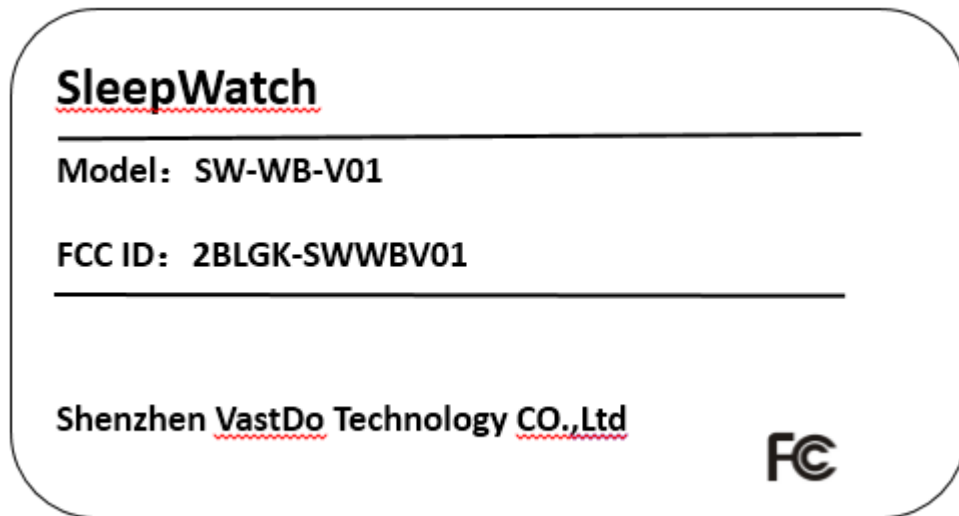 SleepWatch
Model：SW-WB-V01
FCC ID：2BLGK-SWWBV01
Shenzhen VastDo Technology CO.,Ltd
FC